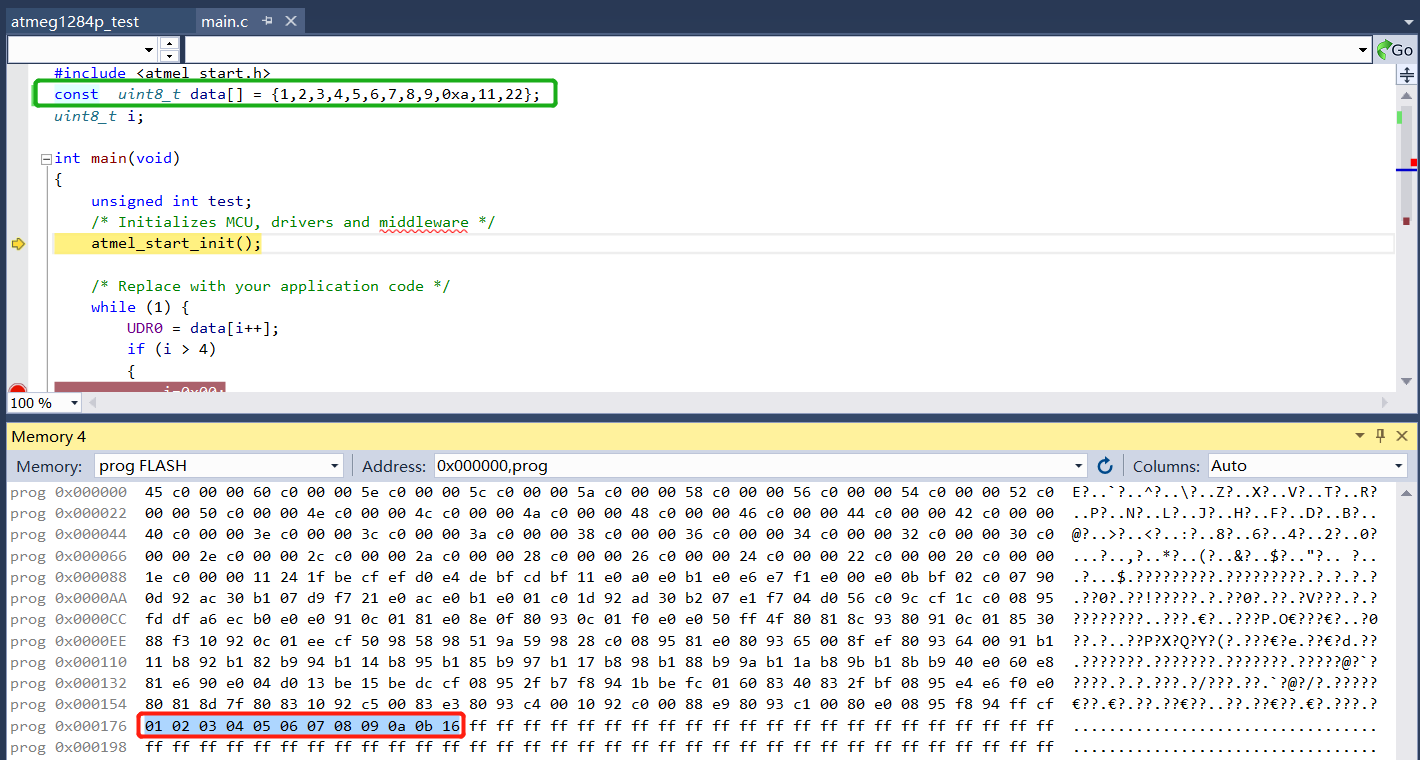 atmeg1284p_test main.c
Go
#include <atmel_start.h>
const uint8_t data[] = {1,2,3,4,5,6,7,8,9,0xa,11,22};
uint8_t i;
int main(void)
{
unsigned int test;
/* Initializes MCU, drivers and middleware */
atmel_start_init();
/* Replace with your application code */
while (1) {
UDR0 = data[i++];
if (i > 4)
{
i=0x00;
100 %
Memory 4
Memory: prog FLASH Address: 0x000000,prog Columns: Auto
prog 0x000000 45 c0 00 00 60 c0 00 00 5e c0 00 00 5c c0 00 00 5a c0 00 00 58 c0 00 00 56 c0 00 00 54 c0 00 00 52 c0 E?..`?..^?..\?..Z?..X?..V?..T?..R?
prog 0x000022 00 00 50 c0 00 00 4e c0 00 00 4c c0 00 00 4a c0 00 00 48 c0 00 00 46 c0 00 00 44 c0 00 00 42 c0 00 00 ..P?..N?..L?..J?..H?..F?..D?..B?..
prog 0x000044 40 c0 00 00 3e c0 00 00 3c c0 00 00 3a c0 00 00 38 c0 00 00 36 c0 00 00 34 c0 00 00 32 c0 00 00 30 c0 @?..>?..<?..:?..8?..6?..4?..2?..0?
prog 0x000066 00 00 2e c0 00 00 2c c0 00 00 2a c0 00 00 28 c0 00 00 26 c0 00 00 24 c0 00 00 22 c0 00 00 20 c0 00 00 ...?..,?..*?..(?..&?..$?.."?.. ?..
prog 0x000088 1e c0 00 00 11 24 1f be cf ef d0 e4 de bf cd bf 11 e0 a0 e0 b1 e0 e6 e7 f1 e0 00 e0 0b bf 02 c0 07 90 .?...$.?????????.?????????.?.?.?.?
prog 0x0000AA 0d 92 ac 30 b1 07 d9 f7 21 e0 ac e0 b1 e0 01 c0 1d 92 ad 30 b2 07 e1 f7 04 d0 56 c0 9c cf 1c c0 08 95 .??0?.??!?????.?.??0?.??.?V???.?.?
prog 0x0000CC fd df a6 ec b0 e0 e0 91 0c 01 81 e0 8e 0f 80 93 0c 01 f0 e0 e0 50 ff 4f 80 81 8c 93 80 91 0c 01 85 30
prog 0x0000EE 88 f3 10 92 0c 01 ee cf 50 98 58 98 51 9a 59 98 28 c0 08 95 81 e0 80 93 65 00 8f ef 80 93 64 00 91 b1
prog 0x000110 11 b8 92 b1 82 b9 94 b1 14 b8 95 b1 85 b9 97 b1 17 b8 98 b1 88 b9 9a b1 1a b8 9b b1 8b b9 40 e0 60 e8 .???????.???????.???????.?????@?`?
prog 0x000132 81 e6 90 e0 04 d0 13 be 15 be dc cf 08 95 2f b7 f8 94 1b be fc 01 60 83 40 83 2f bf 08 95 e4 e6 f0 e0
prog 0x000154 80 81 8d 7f 80 83 10 92 c5 00 83 e3 80 93 c4 00 10 92 c0 00 88 e9 80 93 c1 00 80 e0 08 95 f8 94 ff cf
prog 0x000176 01 02 03 04 05 06 07 08 09 0a 0b 16 ff ff ff ff ff ff ff ff ff ff ff ff ff ff ff ff ff ff ff ff ff ff ..................................
prog 0x000198 ff ff ff ff ff ff ff ff ff ff ff ff ff ff ff ff ff ff ff ff ff ff ff ff ff ff ff ff ff ff ff ff ff ff ..................................